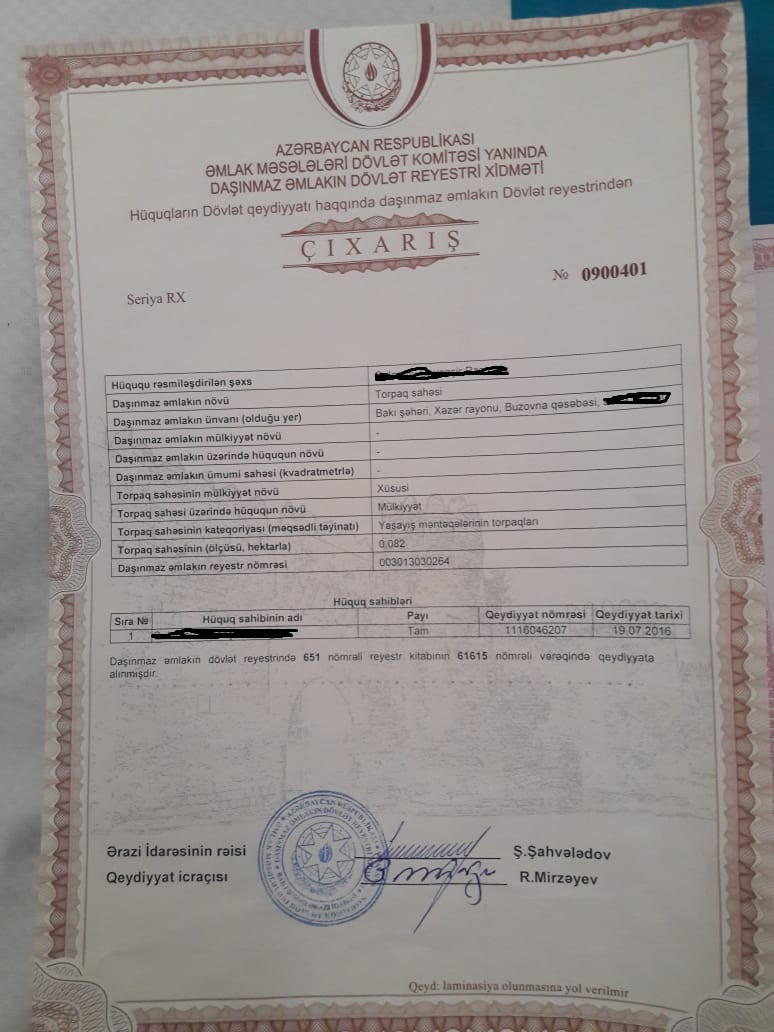 AZƏRBAYCAN RESPUBLİKASI
ƏMLAK MƏSƏLƏLƏRİ DÖVLƏT KOMİTƏSİ YANINDA
DAŞINMAZ ƏMLAKIN DÖVLƏT REYESTRİ XİDMƏTİ
Hüquqların Dövlət qeydiyyatı haqqında daşınmaz əmlakın Dövlət reyestrindən
ÇIXARIŞ
№ 0900401
Seriya RX
Hüququ rəsmiləşdirilən şəxs
Daşınmaz əmlakın növü Torpaq sahəsi
Daşınmaz əmlakın ünvanı (olduğu yer) Bakı şəhəri, Xəzər rayonu, Buzovna qəsəbəsi,
Daşınmaz əmlakın mülkiyyət növü -
Daşınmaz əmlakın üzərində hüququn növü -
Daşınmaz əmlakın ümumi sahəsi (kvadratmetrlə) -
Torpaq sahəsinin mülkiyyət növü Xüsusi
Torpaq sahəsi üzərində hüququn növü Mülkiyyət
Torpaq sahəsinin kateqoriyası (məqsədli təyinatı) Yaşayış məntəqələrinin torpaqları
Torpaq sahəsinin (ölçüsü, hektarla) 0,082
Daşınmaz əmlakın reyestr nömrəsi 003013030264
Hüquq sahibləri
Sıra № Hüquq sahibinin adı Payı Qeydiyyat nömrəsi Qeydiyyat tarixi
1 Tam 1116046207 19.07.2016
Daşınmaz əmlakın dövlət reyestrində 651 nömrəli reyestr kitabının 61615 nömrəli vərəqində qeydiyyata
alınmışdır.
Ərazi İdarəsinin rəisi Ş.Şahvələdov
Qeydiyyat icraçısı R.Mirzəyev
Qeyd: laminasiya olunmasına yol verilmir